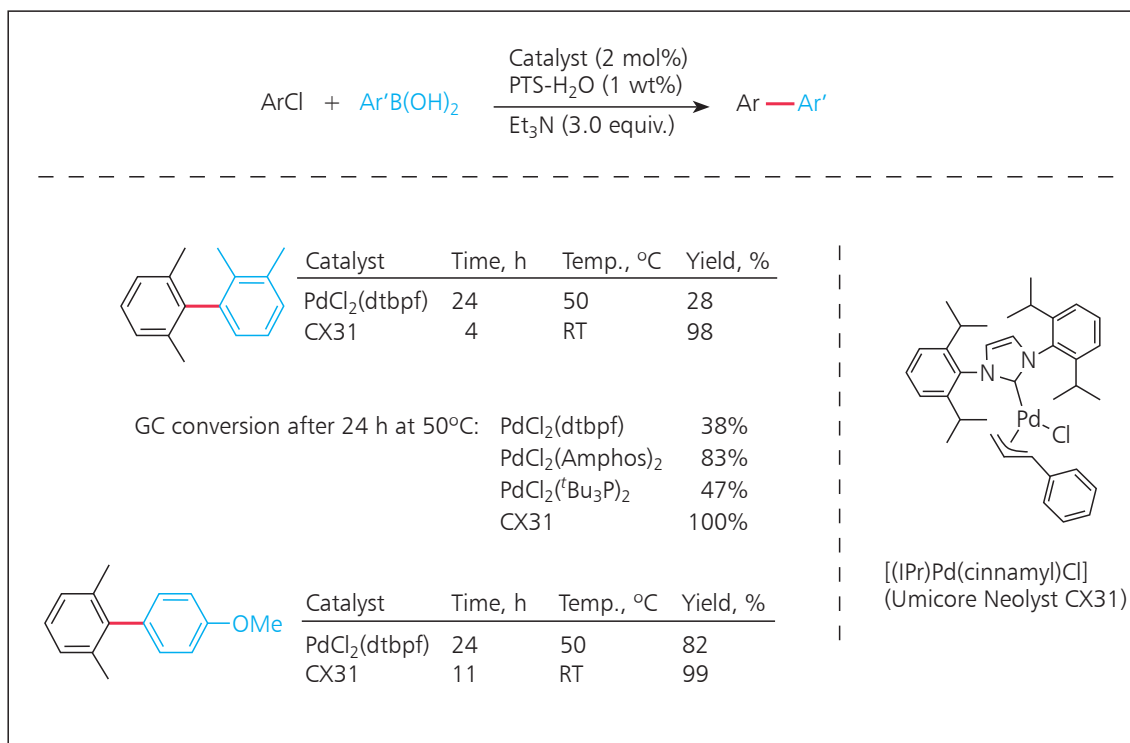 Catalyst (2 mol%)
PTS-H₂O (1 wt%)
ArCl + Ar'B(OH)₂ Ar Ar'
Et₃N (3.0 equiv.)
Catalyst Time, h Temp., °C Yield, %
PdCl₂(dtbpf) 24 50 28
CX31 4 RT 98
GC conversion after 24 h at 50°C: PdCl₂(dtbpf) 38%
PdCl₂(Amphos)₂ 83%
PdCl₂(ᵗBu₃P)₂ 47%
CX31 100%
N N
Pd
Cl
[(IPr)Pd(cinnamyl)Cl]
(Umicore Neolyst CX31)
OMe
Catalyst Time, h Temp., °C Yield, %
PdCl₂(dtbpf) 24 50 82
CX31 11 RT 99